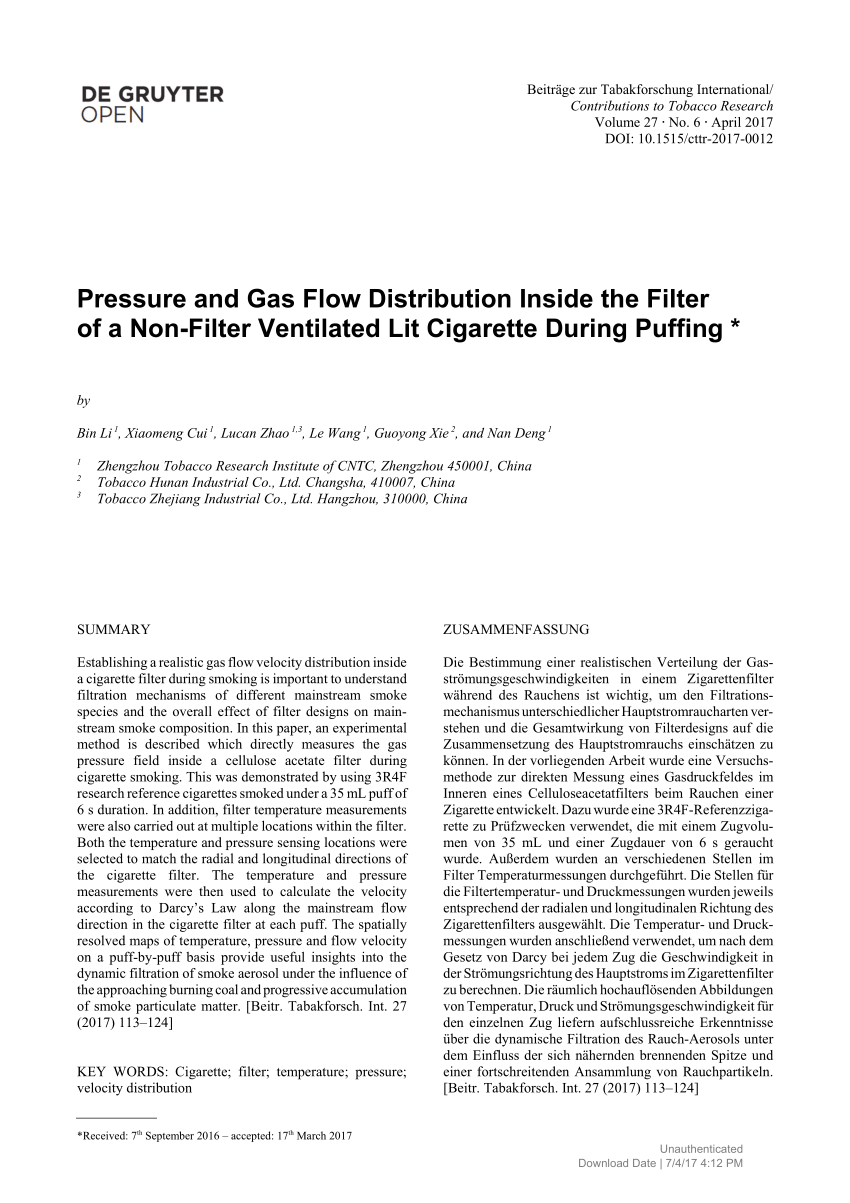 DE GRUYTER
OPEN
Beiträge zur Tabakforschung International/
Contributions to Tobacco Research
Volume 27 · No. 6 · April 2017
DOI: 10.1515/cttr-2017-0012
Pressure and Gas Flow Distribution Inside the Filter
of a Non-Filter Ventilated Lit Cigarette During Puffing *
by
Bin Li 1, Xiaomeng Cui 1, Lucan Zhao 1,3, Le Wang 1, Guoyong Xie 2, and Nan Deng 1
1 Zhengzhou Tobacco Research Institute of CNTC, Zhengzhou 450001, China
2 Tobacco Hunan Industrial Co., Ltd. Changsha, 410007, China
3 Tobacco Zhejiang Industrial Co., Ltd. Hangzhou, 310000, China
SUMMARY
Establishing a realistic gas flow velocity distribution inside
a cigarette filter during smoking is important to understand
filtration mechanisms of different mainstream smoke
species and the overall effect of filter designs on main-
stream smoke composition. In this paper, an experimental
method is described which directly measures the gas
pressure field inside a cellulose acetate filter during
cigarette smoking. This was demonstrated by using 3R4F
research reference cigarettes smoked under a 35 mL puff of
6 s duration. In addition, filter temperature measurements
were also carried out at multiple locations within the filter.
Both the temperature and pressure sensing locations were
selected to match the radial and longitudinal directions of
the cigarette filter. The temperature and pressure
measurements were then used to calculate the velocity
according to Darcy's Law along the mainstream flow
direction in the cigarette filter at each puff. The spatially
resolved maps of temperature, pressure and flow velocity
on a puff-by-puff basis provide useful insights into the
dynamic filtration of smoke aerosol under the influence of
the approaching burning coal and progressive accumulation
of smoke particulate matter. [Beitr. Tabakforsch. Int. 27
(2017) 113–124]
KEY WORDS: Cigarette; filter; temperature; pressure;
velocity distribution
ZUSAMMENFASSUNG
Die Bestimmung einer realistischen Verteilung der Gas-
strömungsgeschwindigkeiten in einem Zigarettenfilter
während des Rauchens ist wichtig, um den Filtrations-
mechanismus unterschiedlicher Hauptstromraucharten ver-
stehen und die Gesamtwirkung von Filterdesigns auf die
Zusammensetzung des Hauptstromrauchs einschätzen zu
können. In der vorliegenden Arbeit wurde eine Versuchs-
methode zur direkten Messung eines Gasdruckfeldes im
Inneren eines Celluloseacetatfilters beim Rauchen einer
Zigarette entwickelt. Dazu wurde eine 3R4F-Referenzziga-
rette zu Prüfzwecken verwendet, die mit einem Zugvolu-
men von 35 mL und einer Zugdauer von 6 s geraucht
wurde. Außerdem wurden an verschiedenen Stellen im
Filter Temperaturmessungen durchgeführt. Die Stellen für
die Filtertemperatur- und Druckmessungen wurden jeweils
entsprechend der radialen und longitudinalen Richtung des
Zigarettenfilters ausgewählt. Die Temperatur- und Druck-
messungen wurden anschließend verwendet, um nach dem
Gesetz von Darcy bei jedem Zug die Geschwindigkeit in
der Strömungsrichtung des Hauptstroms im Zigarettenfilter
zu berechnen. Die räumlich hochauflösenden Abbildungen
von Temperatur, Druck und Strömungsgeschwindigkeit für
den einzelnen Zug liefern aufschlussreiche Erkenntnisse
über die dynamische Filtration des Rauch-Aerosols unter
dem Einfluss der sich nähernden brennenden Spitze und
einer fortschreitenden Ansammlung von Rauchpartikeln.
[Beitr. Tabakforsch. Int. 27 (2017) 113–124]
*Received: 7th September 2016 – accepted: 17th March 2017
Unauthenticated
Download Date | 7/4/17 4:12 PM